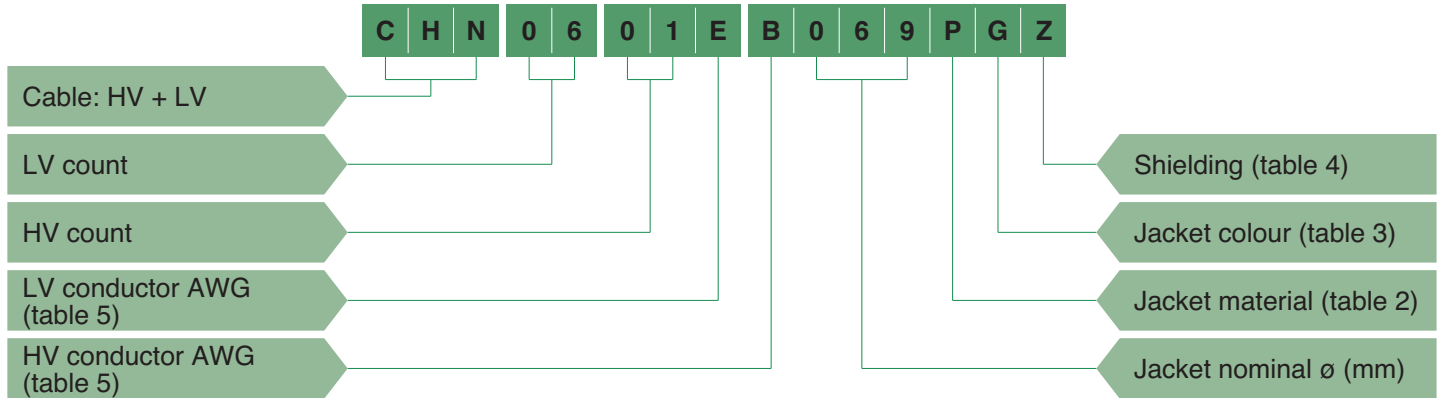 C H N 0 6 0 1 E B 0 6 9 P G Z
Cable: HV + LV
LV count
HV count
LV conductor AWG
(table 5)
HV conductor AWG
(table 5)
Shielding (table 4)
Jacket colour (table 3)
Jacket material (table 2)
Jacket nominal ø (mm)